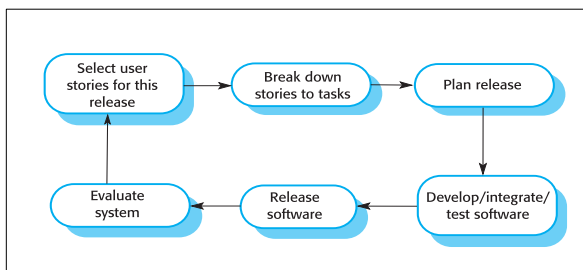 Select user
stories for this
release
Break down
stories to tasks
Plan release
Evaluate
system
Release
software
Develop/integrate/
test software